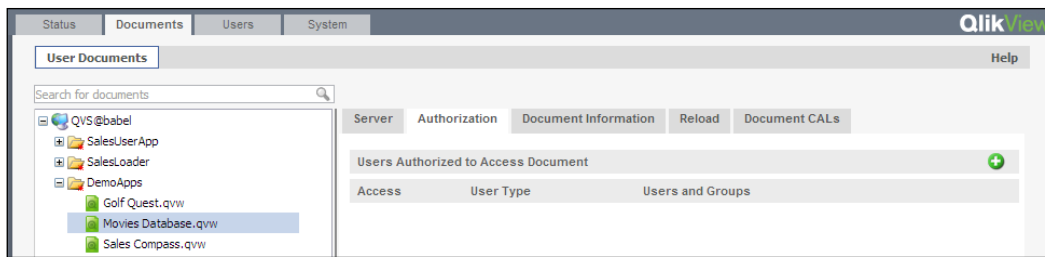 Status Documents Users System QlikView
User Documents Help
Search for documents
QVS@babel
SalesUserApp
SalesLoader
DemoApps
Golf Quest.qvw
Movies Database.qvw
Sales Compass.qvw
Server Authorization Document Information Reload Document CALs
Users Authorized to Access Document
Access User Type Users and Groups